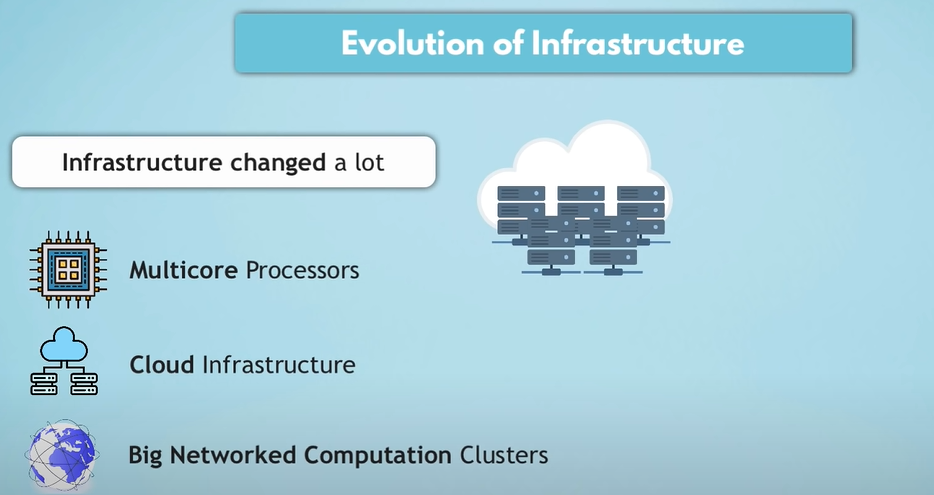 Evolution of Infrastructure
Infrastructure changed a lot
Multicore Processors
Cloud Infrastructure
Big Networked Computation Clusters